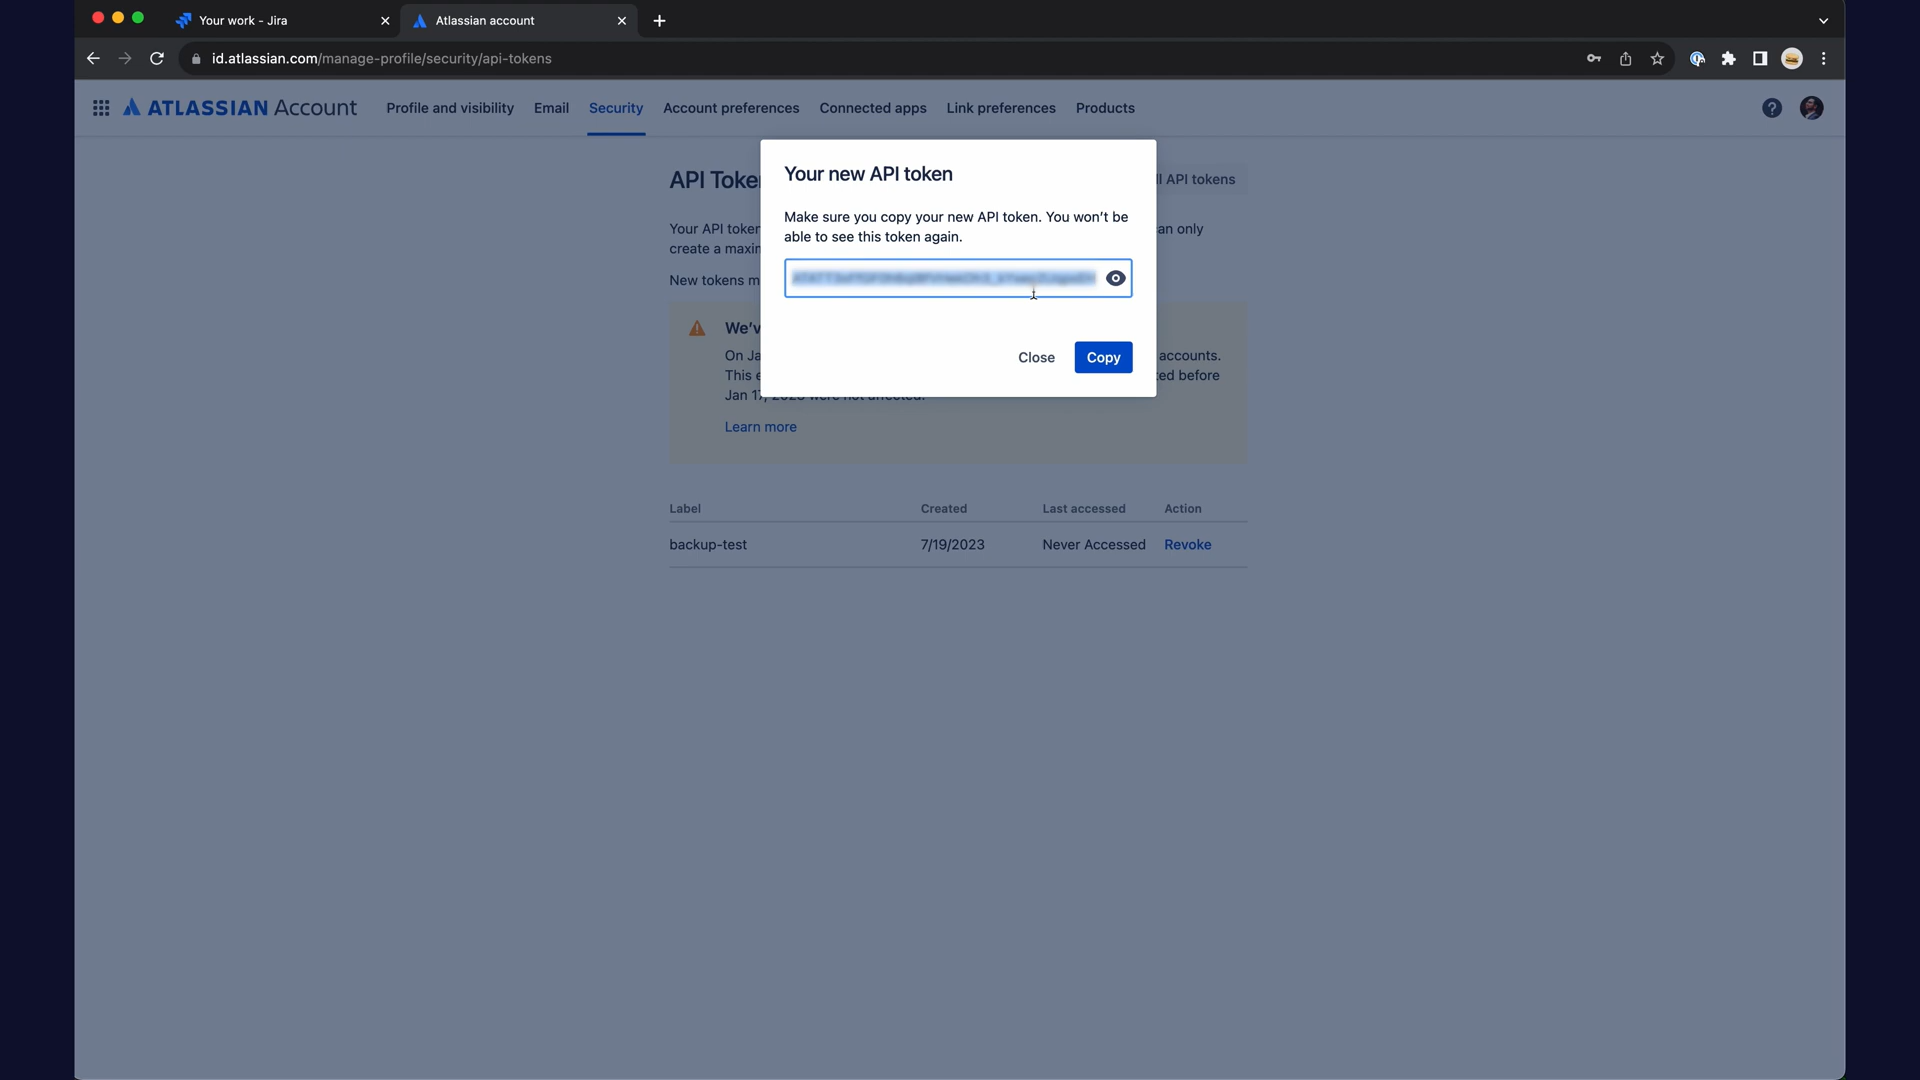 Your work - Jira
Atlassian account
id.atlassian.com/manage-profile/security/api-tokens
ATLASSIAN Account
Profile and visibility
Email
Security
Account preferences
Connected apps
Link preferences
Products
API Toke
ll API tokens
Your new API token
Make sure you copy your new API token. You won't be
able to see this token again.
Close
Copy
Your API token
an only
create a maxi
New tokens m
We'v
On Ja
accounts.
This e
ed before
Jan 17,
Learn more
Label Created Last accessed Action
backup-test 7/19/2023 Never Accessed Revoke